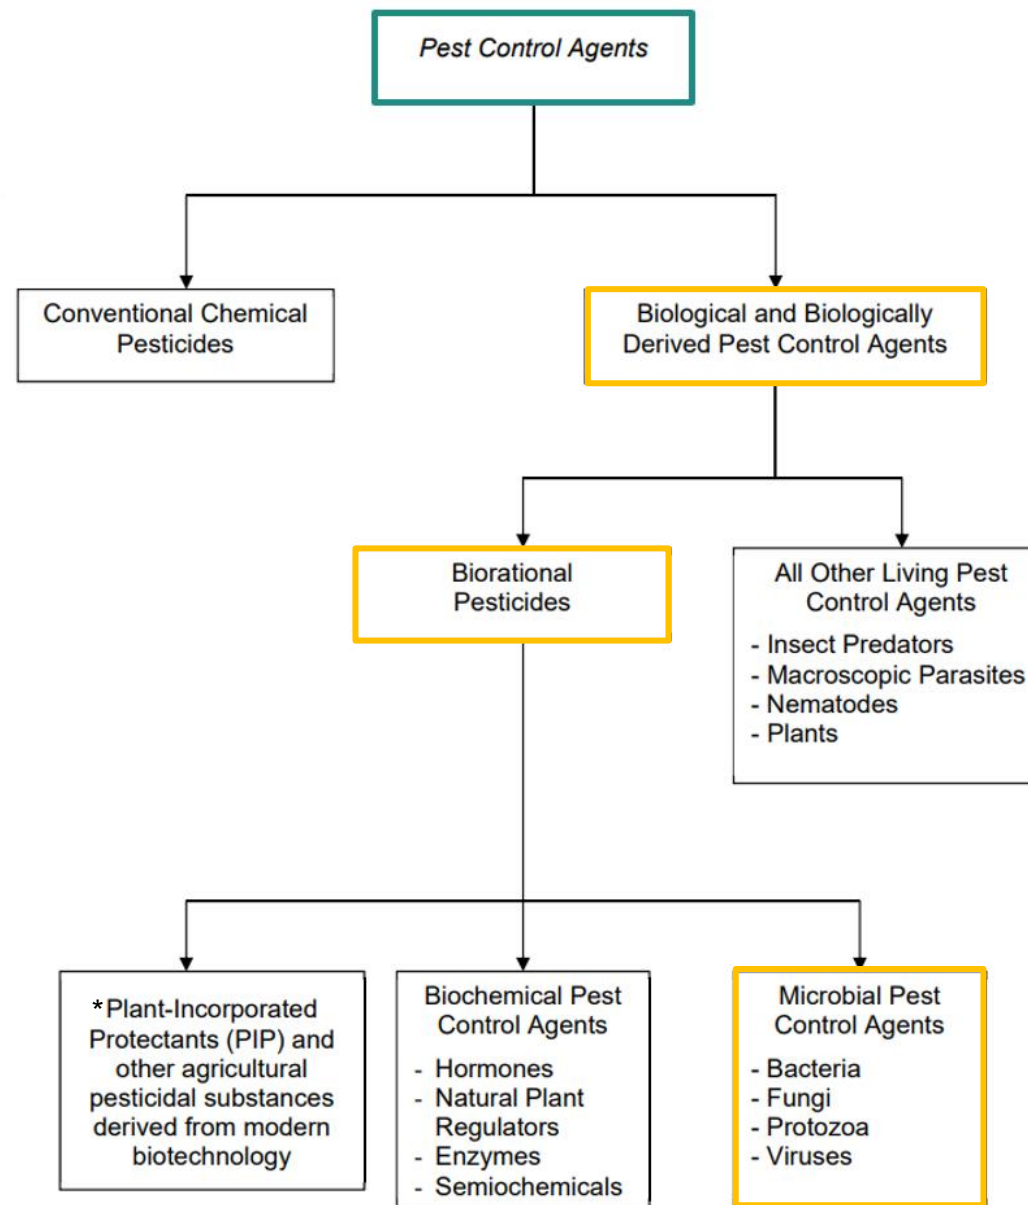 Pest Control Agents
Conventional Chemical
Pesticides
Biological and Biologically
Derived Pest Control Agents
Biorational
Pesticides
All Other Living Pest
Control Agents
- Insect Predators
- Macroscopic Parasites
- Nematodes
- Plants
*Plant-Incorporated
Protectants (PIP) and
other agricultural
pesticidal substances
derived from modern
biotechnology
Biochemical Pest
Control Agents
- Hormones
- Natural Plant
Regulators
- Enzymes
- Semiochemicals
Microbial Pest
Control Agents
- Bacteria
- Fungi
- Protozoa
- Viruses